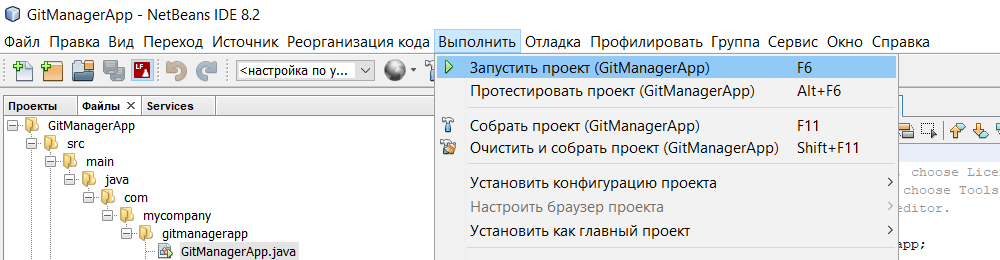 GitManagerApp - NetBeans IDE 8.2
Файл Правка Вид Переход Источник Реорганизация кода Выполнить Отладка Профилировать Группа Сервис Окно Справка
<настройка по у...
Запустить проект (GitManagerApp) F6
Протестировать проект (GitManagerApp) Alt+F6
Собрать проект (GitManagerApp) F11
Очистить и собрать проект (GitManagerApp) Shift+F11
Установить конфигурацию проекта
Настроить браузер проекта
Установить как главный проект
Проекты Файлы Services
GitManagerApp
src
main
java
com
mycompany
gitmanagerapp
GitManagerApp.java
, choose Licen
choose Tools
editor.
app;